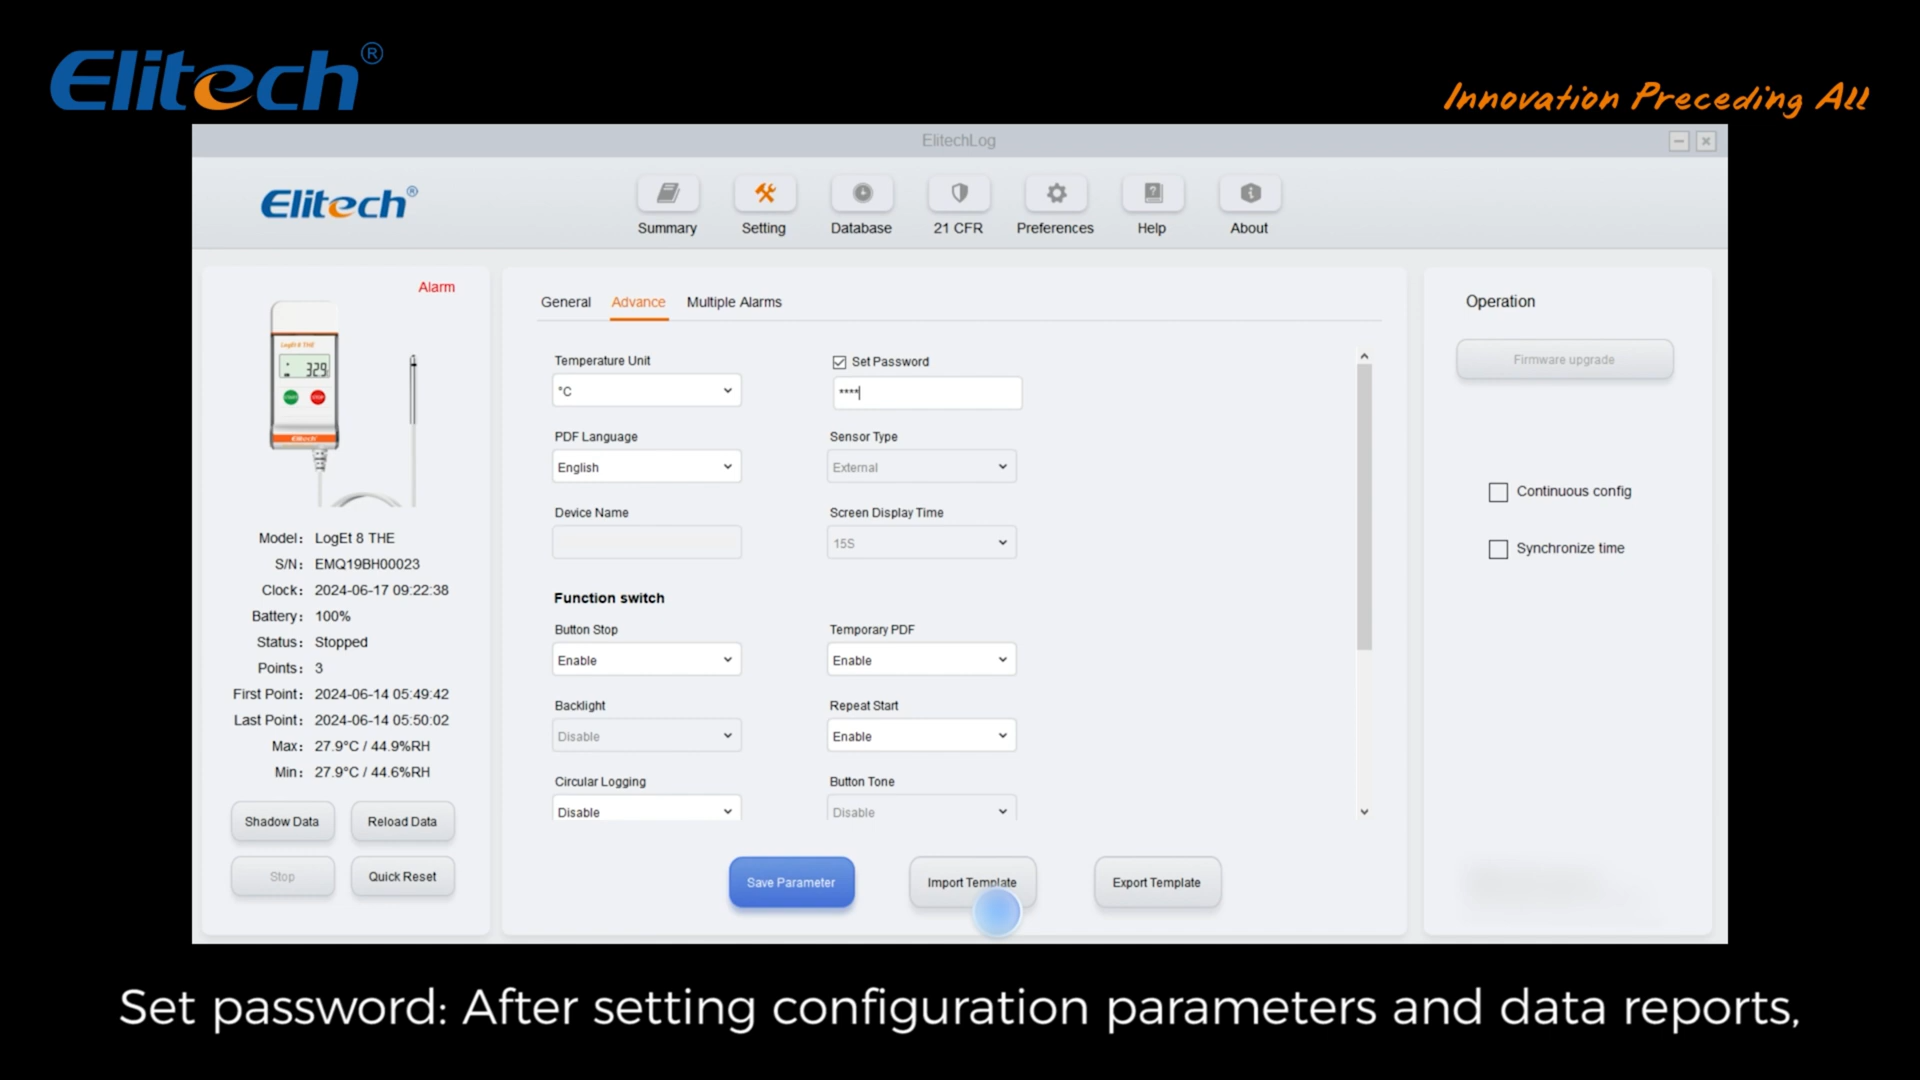 Elitech®
Innovation Preceding All
ElitechLog
Elitech®
Summary
Setting
Database
21 CFR
Preferences
Help
About
Alarm
LogEt 8 THE
32.9
Elitech
Model: LogEt 8 THE
S/N: EMQ19BH00023
Clock: 2024-06-17 09:22:38
Battery: 100%
Status: Stopped
Points: 3
First Point: 2024-06-14 05:49:42
Last Point: 2024-06-14 05:50:02
Max: 27.9°C / 44.9%RH
Min: 27.9°C / 44.6%RH
Shadow Data
Reload Data
Stop
Quick Reset
General
Advance
Multiple Alarms
Temperature Unit
°C
Set Password
****
PDF Language
English
Sensor Type
External
Device Name
Screen Display Time
15S
Function switch
Button Stop
Enable
Temporary PDF
Enable
Backlight
Disable
Repeat Start
Enable
Circular Logging
Disable
Button Tone
Disable
Save Parameter
Import Template
Export Template
Operation
Firmware upgrade
Continuous config
Synchronize time
Set password: After setting configuration parameters and data reports,